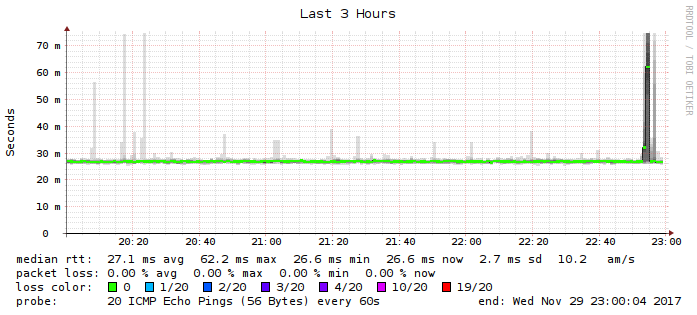 Last 3 Hours
RRDTOOL / TOBI OETIKER
Seconds
70 m
60 m
50 m
40 m
30 m
20 m
10 m
0
20:20 20:40 21:00 21:20 21:40 22:00 22:20 22:40 23:00
median rtt: 27.1 ms avg 62.2 ms max 26.6 ms min 26.6 ms now 2.7 ms sd 10.2 am/s
packet loss: 0.00 % avg 0.00 % max 0.00 % min 0.00 % now
loss color: 0 1/20 2/20 3/20 4/20 10/20 19/20
probe: 20 ICMP Echo Pings (56 Bytes) every 60s end: Wed Nov 29 23:00:04 2017